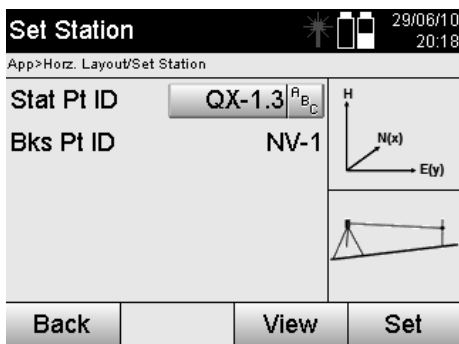 Set Station
29/06/10
20:18
App>Horz. Layout/Set Station
Stat Pt ID QX-1.3 ABC
Bks Pt ID NV-1
H
N(x)
E(y)
Back View Set